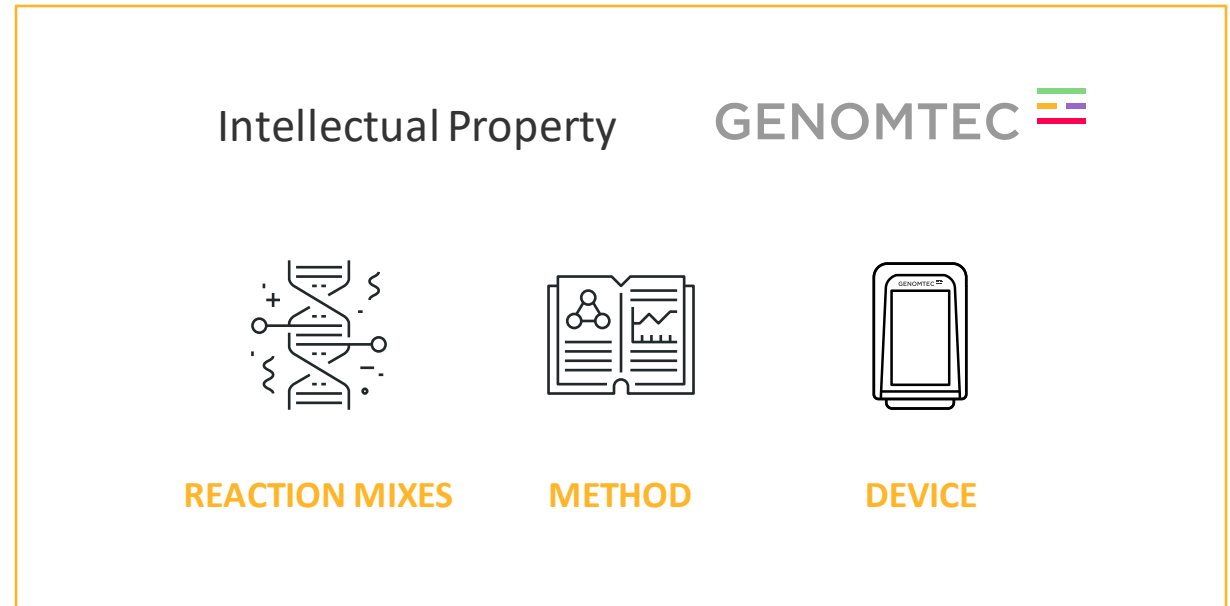 Intellectual Property
GENOMTEC
GENOMTEC
REACTION MIXES
METHOD
DEVICE